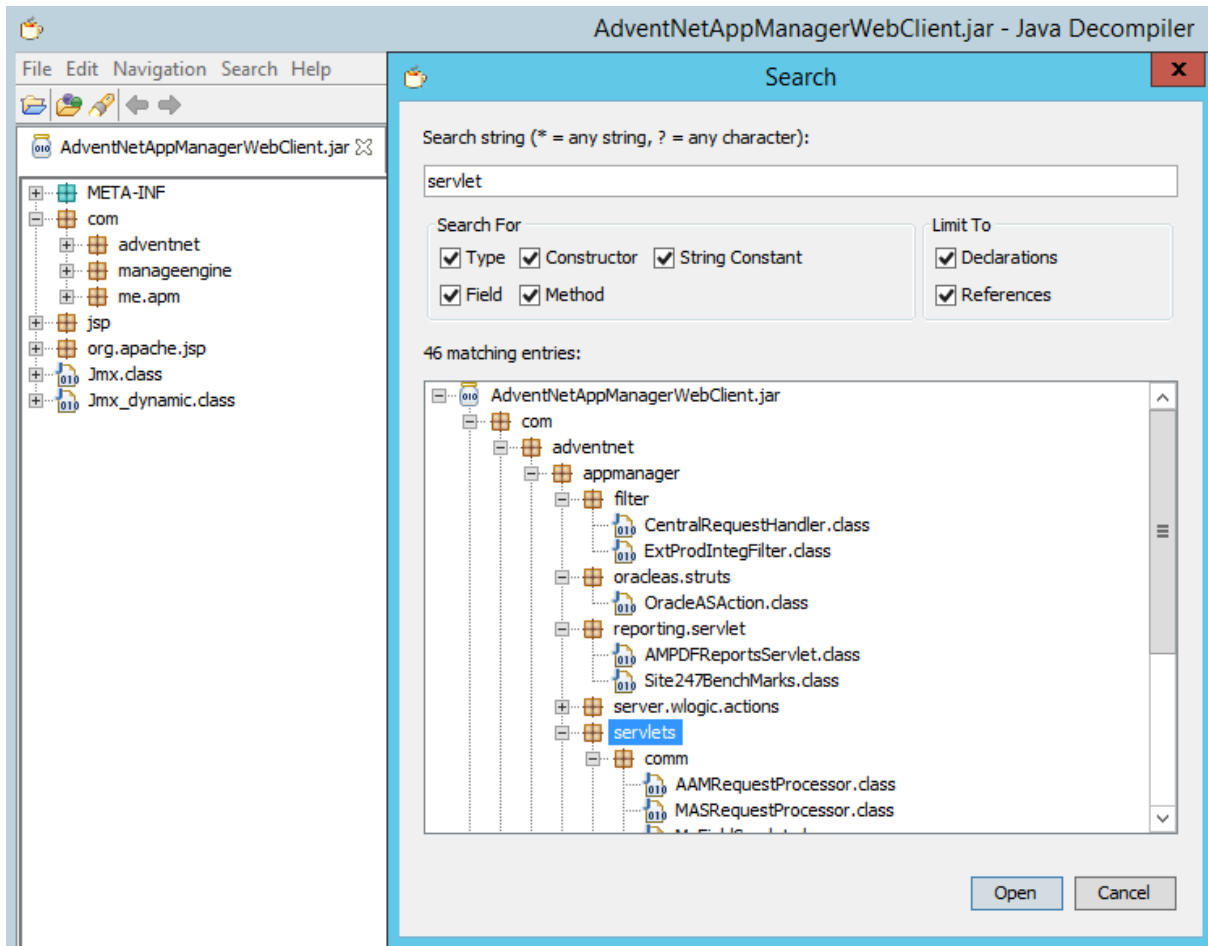 AdventNetAppManagerWebClient.jar - Java Decompiler
File Edit Navigation Search Help
AdventNetAppManagerWebClient.jar
META-INF
com
adventnet
manageengine
me.apm
jsp
org.apache.jsp
Jmx.class
Jmx_dynamic.class
Search
x
Search string (* = any string, ? = any character):
servlet
Search For
Limit To
Type Constructor String Constant
Declarations
Field Method
References
46 matching entries:
AdventNetAppManagerWebClient.jar
com
adventnet
appmanager
filter
CentralRequestHandler.class
ExtProdIntegFilter.class
oracleas.struts
OracleASAction.class
reporting.servlet
AMPDFReportsServlet.class
Site247BenchMarks.class
server.wlogic.actions
servlets
comm
AAMRequestProcessor.class
MASRequestProcessor.class
Open Cancel